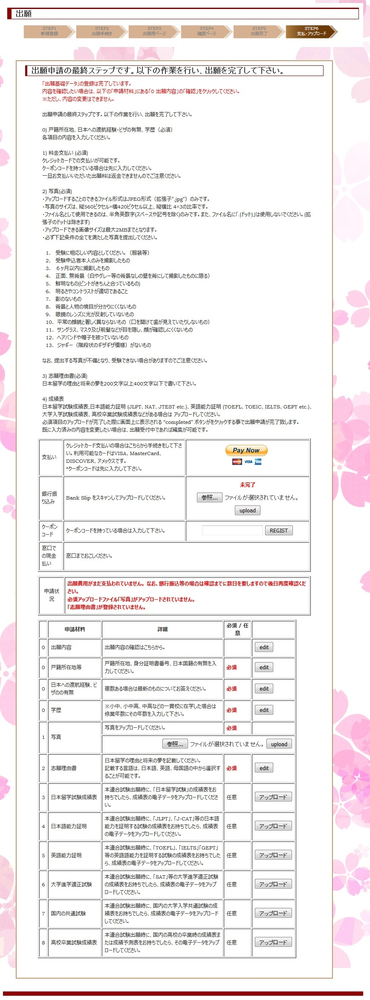 出願
STEP1
新規登録
STEP2
出願手続き
STEP3
出願用ページ
STEP4
確認ページ
STEP5
出願完了
STEP6
支払・アップロード
出願申請の最終ステップです。以下の作業を行い、出願を完了して下さい。
「出願基礎データ」の登録は完了しています。
内容を確認したい場合は、以下の「申請材料」にある「0 出願内容」の「確認」をクリックしてください。
※ただし、内容の変更はできません。
出願申請の最終ステップです。以下の作業を行い、出願を完了して下さい。
0) 戸籍所在地、日本への渡航経験・ビザの有無、学歴（必須）
各項目の内容を入力してください。
1) 料金支払い (必須)
クレジットカードでの支払いが可能です。
クーポンコードを持っている場合は先に入力してください。
一旦お支払いいただいた出願料は返金できませんのでご注意ください。
2) 写真(必須)
・アップロードすることのできるファイル形式はJPEG形式（拡張子”.jpg”）のみです。
・写真のサイズは、縦560ピクセル×横420ピクセル以上、縦横比 4×3の比率です。
・ファイル名として使用できるのは、半角英数字(スペースや記号を除く)のみです。また、ファイル名に「.(ドット)」は使用しないでください。(拡
張子のドットは除きます)
・アップロードできる画像サイズは最大2MBまでとなります。
・必ず下記条件の全てを満たした写真を提出してください。
1. 受験に相応しい内容としてください。（服装等）
2. 受験申込者本人のみを撮影したもの
3. 6ヶ月以内に撮影したもの
4. 正面、無背景（白やグレー等の背景なしの壁を背にして撮影したものに限る）
5. 鮮明なもの(ピントがきちんと合っているもの)
6. 明るさやコントラストが適切であること
7. 影のないもの
8. 背景と人物の境目が分かりにくくないもの
9. 眼鏡のレンズに光が反射していないもの
10. 平常の顔貌と著しく異ならないもの（口を開けて歯が見えていたりしないもの）
11. サングラス、マスク及び前髪などが目を隠し、顔が確認しにくくないもの
12. ヘアバンドや帽子を被っていないもの
13. ジャギー（階段状のギザギザ模様）がないもの
なお、提出する写真が不備となり、受験できない場合がありますのでご注意ください。
3) 志願理由書(必須)
日本留学の理由と将来の夢を200文字以上400文字以下で書いて下さい。
4) 成績表
日本留学試験成績表,日本語能力証明 (JLPT、NAT、JTEST etc.)、英語能力証明 (TOEFL、TOEIC、IELTS、GEPT etc.)、
大学入学試験成績表、高校卒業試験成績表などがある場合は アップロードしてください。
必須項目のアップロードが完了した際に画面上に表示される “completed” ボタンがをクリックする事で出願申請が完了致します。
既に入力済みの内容を変更したい場合は、出願受付中であれば編集が可能です。
支払い
クレジットカード支払いの場合はこちらから手続きをして下さ
い。利用可能なカードはVISA、MasterCard、
DISCOVER、アメックスです。
*クーポンコードは先に入力して下さい。
Pay Now
MasterCard VISA
銀行振
り込み
Bank Slip をスキャンしてアップロードしてください。
未完了
参照... ファイルが選択されていません。
upload
クーポン
コード
クーポンコードを持っている場合は入力して下さい。
REGIST
窓口で
の現金
払い
窓口までおこしください。
申請状
況
出願費用がまだ支払われていません。なお、銀行振込等の場合は確認までに数日を要しますので後日再度確認くだ
さい。
必須アップロードファイル「写真」がアップロードされていません。
「志願理由書」が登録されていません。
申請材料 詳細 必須 / 任
意
0 出願内容 出願内容の確認はこちらから。 edit
0 戸籍所在地等 戸籍所在地、身分証明書番号、日本国籍の有無を入
力してください。 必須 edit
0 日本への渡航経験、ビ
ザのの有無 複数ある場合は最新のものについてお答えください。 必須 edit
0 学歴 ※小中、小中高、中高などの一貫校に在学した場合は
修業年数にその年数を入力して下さい。 必須 edit
1 写真 写真をアップロードしてください。 必須
参照... ファイルが選択されていません。 upload
2 志願理由書 日本留学の理由と将来の夢を記載してください。
記載する言語は、日本語、英語、母国語の中から選択す
ることが可能です。 必須 edit
3 日本留学試験成績表 本連合試験出願時に、「日本留学試験」の成績表をお
持ちでしたら、成績表の電子データをアップロードしてくださ
い。 任意 アップロード
4 日本語能力証明 本連合試験出願時に、「JLPT」、「J-CAT」等の日本語
能力を証明する試験の成績表をお持ちでしたら、成績表
の電子データをアップロードしてください。 任意 アップロード
5 英語能力証明 本連合試験出願時に、「TOEFL」、「IELTS」「GEPT」
等の英語語能力を証明する試験の成績表をお持ちでした
ら、成績表の電子データをアップロードしてください。 任意 アップロード
6 大学進学適正試験 本連合試験出願時に、「SAT」等の大学進学適正試験
の成績表をお持ちでしたら、成績表の電子データをアップ
ロードしてください。 任意 アップロード
7 国内の共通試験 本連合試験出願時に、国内の大学入学共通試験の成
績表をお持ちでしたら、成績表の電子データをアップロード
してください。 任意 アップロード
8 高校卒業試験成績表 本連合試験出願時に、国内の高校の卒業時の成績表ま
たは成績予測表をお持ちでしたら、その電子データをアップ
ロードしてください。 任意 アップロード